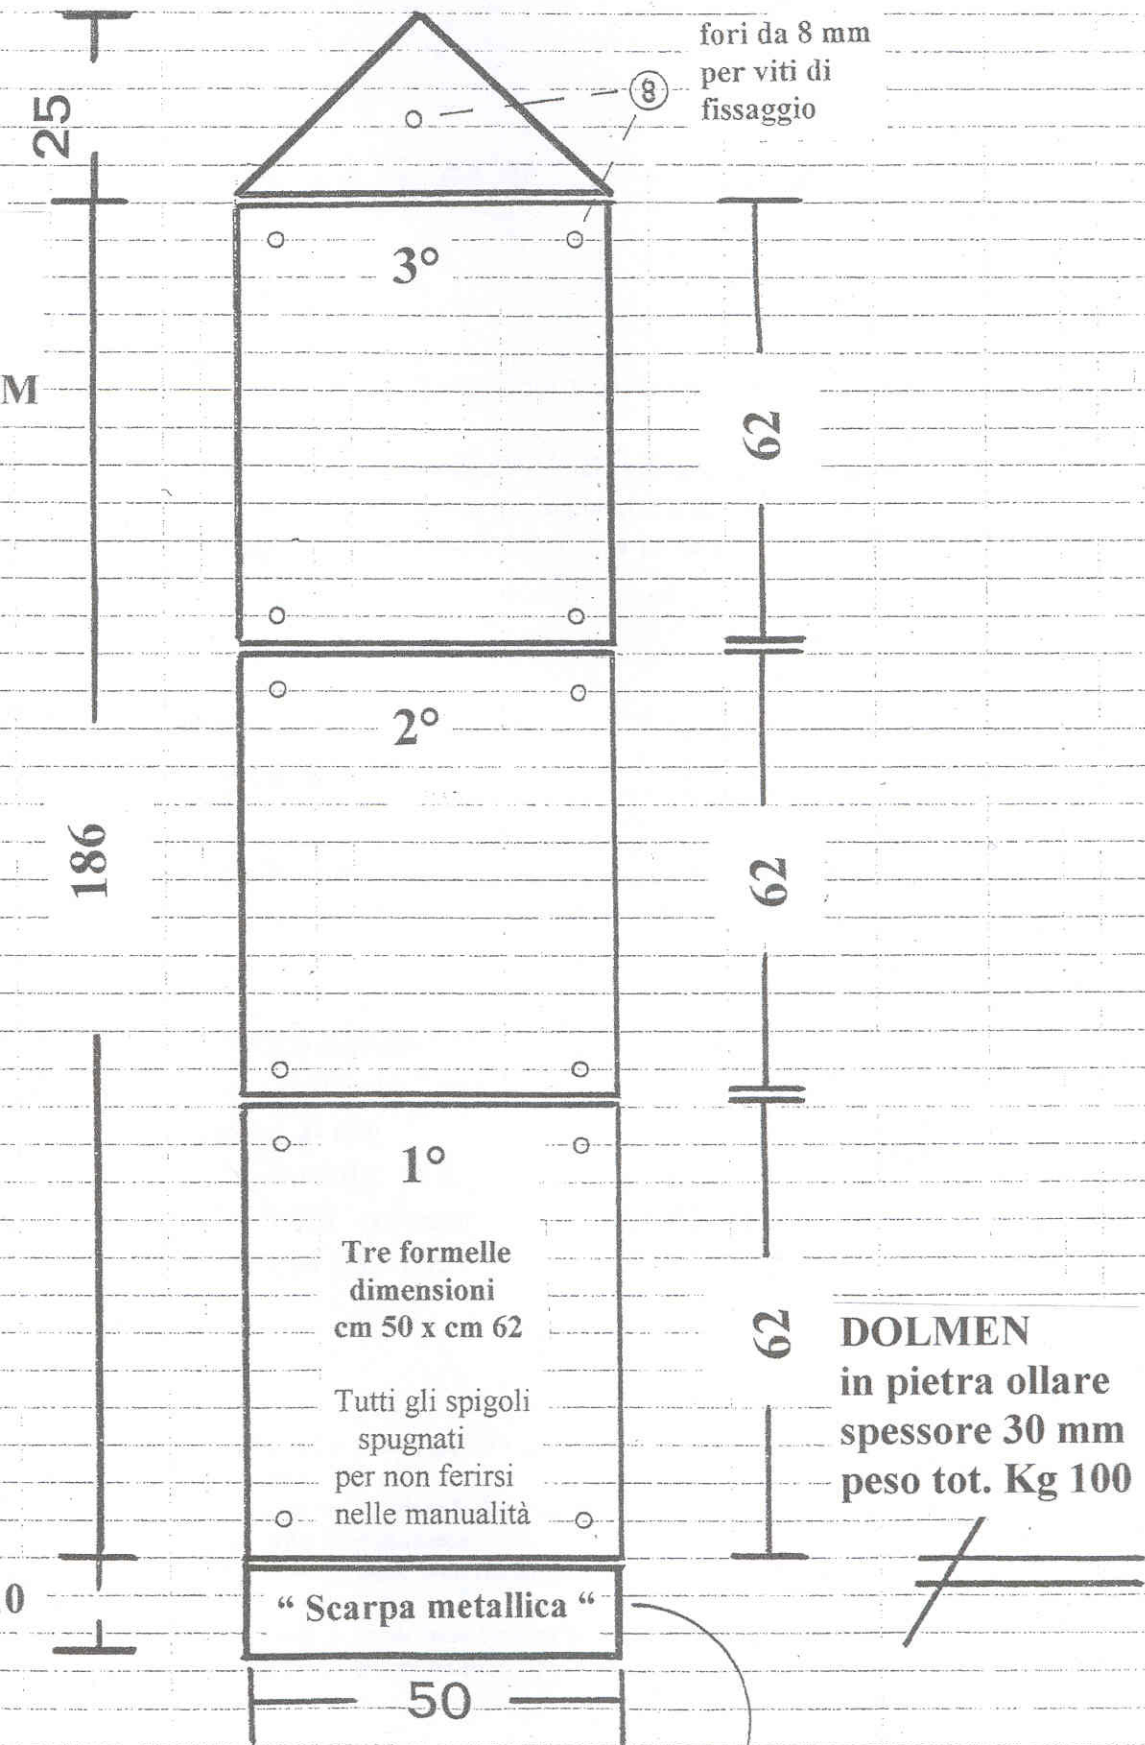 fori da 8 mm
per viti di
fissaggio
8
25
3°
M
62
2°
186
62
1°
Tre formelle
dimensioni
cm 50 x cm 62
62
DOLMEN
in pietra ollare
spessore 30 mm
peso tot. Kg 100
Tutti gli spigoli
spugnati
per non ferirsi
nelle manualità
0
“ Scarpa metallica “
50